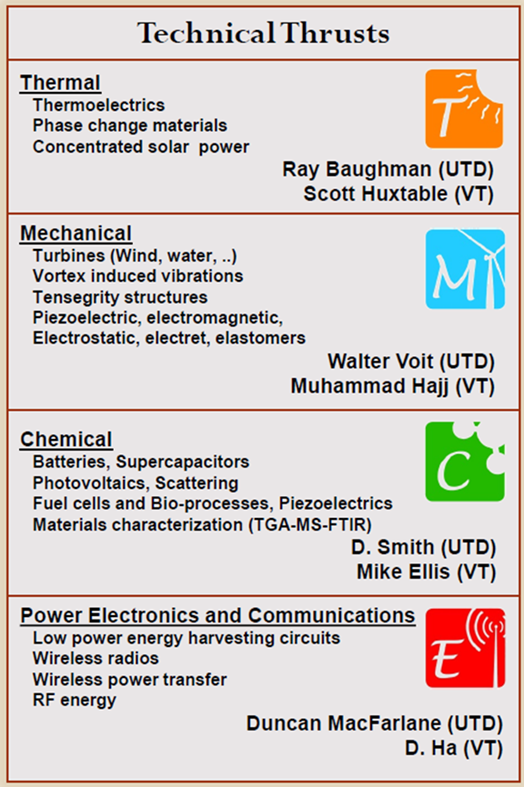 Technical Thrusts
Thermal
Thermoelectrics
Phase change materials
Concentrated solar power
T
Ray Baughman (UTD)
Scott Huxtable (VT)
Mechanical
Turbines (Wind, water, ..)
Vortex induced vibrations
Tensegrity structures
Piezoelectric, electromagnetic,
Electrostatic, electret, elastomers
M
Walter Voit (UTD)
Muhammad Hajj (VT)
Chemical
Batteries, Supercapacitors
Photovoltaics, Scattering
Fuel cells and Bio-processes, Piezoelectrics
Materials characterization (TGA-MS-FTIR)
C
D. Smith (UTD)
Mike Ellis (VT)
Power Electronics and Communications
Low power energy harvesting circuits
Wireless radios
Wireless power transfer
RF energy
E
Duncan MacFarlane (UTD)
D. Ha (VT)